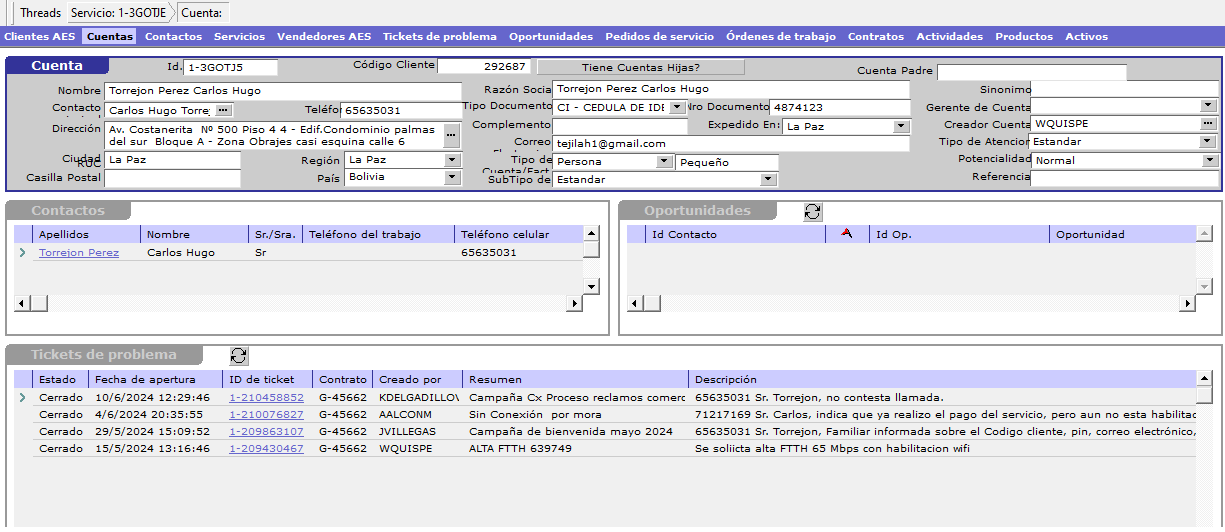 Threads Servicio: 1-3GOTJE Cuenta:
Clientes AES Cuentas Contactos Servicios Vendedores AES Tickets de problema Oportunidades Pedidos de servicio Órdenes de trabajo Contratos Actividades Productos Activos
Cuenta Id. 1-3GOTJ5 Código Cliente 292687 Tiene Cuentas Hijas? Cuenta Padre
Nombre Torrejon Perez Carlos Hugo Razón Socia Torrejon Perez Carlos Hugo Sinonimo
Contacto Carlos Hugo Torrej ... Teléfo 65635031 Tipo Documento CI - CEDULA DE IDE Nro Documento 4874123 Gerente de Cuenta
Dirección Av. Costanerita Nº 500 Piso 4 4 - Edif.Condominio palmas ... Complemento Expedido En: La Paz Creador Cuenta WQUISPE ...
del sur Bloque A - Zona Obrajes casi esquina calle 6 Correo tejilah1@gmail.com Tipo de Atencion Estandar
Ciudad La Paz Región La Paz Tipo de Persona Pequeño Potencialidad Normal
RUC Cuenta/Fact
Casilla Postal País Bolivia SubTipo de Estandar Referencia
Contactos
Apellidos Nombre Sr./Sra. Teléfono del trabajo Teléfono celular
Torrejon Perez Carlos Hugo Sr 65635031
Oportunidades
Id Contacto Id Op. Oportunidad
Tickets de problema
Estado Fecha de apertura ID de ticket Contrato Creado por Resumen Descripción
Cerrado 10/6/2024 12:29:46 1-210458852 G-45662 KDELGADILLOV Campaña Cx Proceso reclamos comerc 65635031 Sr. Torrejon, no contesta llamada.
Cerrado 4/6/2024 20:35:55 1-210076827 G-45662 AALCONM Sin Conexión por mora 71217169 Sr. Carlos, indica que ya realizo el pago del servicio, pero aun no esta habilitac
Cerrado 29/5/2024 15:09:52 1-209863107 G-45662 JVILLEGAS Campaña de bienvenida mayo 2024 65635031 Sr. Torrejon, Familiar informada sobre el Codigo cliente, pin, correo electrónico,
Cerrado 15/5/2024 13:16:46 1-209430467 G-45662 WQUISPE ALTA FTTH 639749 Se soliicta alta FTTH 65 Mbps con habilitacion wifi